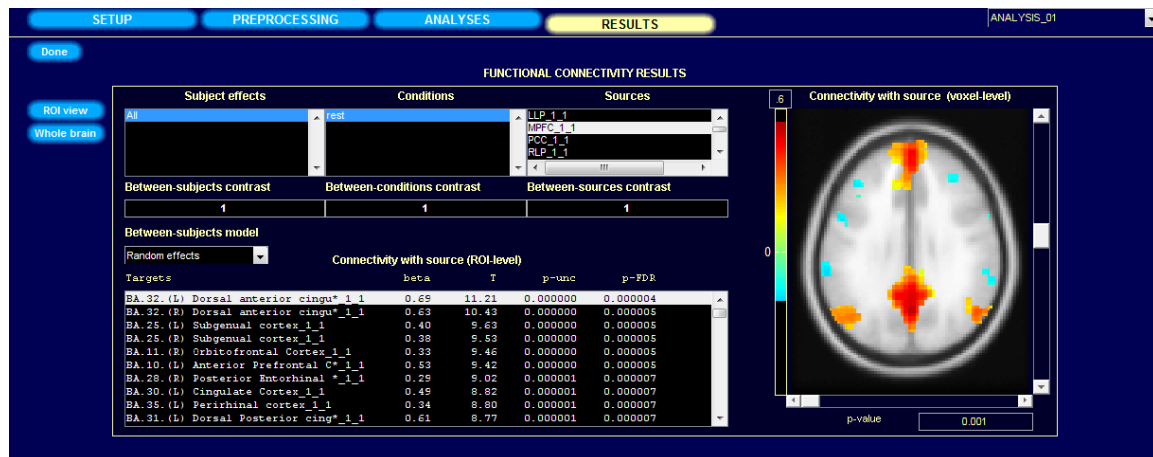 SETUP PREPROCESSING ANALYSES RESULTS ANALYSIS_01
Done
FUNCTIONAL CONNECTIVITY RESULTS
Subject effects Conditions Sources .6 Connectivity with source (voxel-level)
ROI view
All rest LLP_1_1
MPFC_1_1
Whole brain
PCC_1_1
RLP_1_1
Between-subjects contrast Between-conditions contrast Between-sources contrast
1 1 1
Between-subjects model
Random effects
0
Connectivity with source (ROI-level)
Targets beta T p-unc p-FDR
BA.32.(L) Dorsal anterior cingu*_1_1 0.69 11.21 0.000000 0.000004
BA.32.(R) Dorsal anterior cingu*_1_1 0.63 10.43 0.000000 0.000005
BA.25.(L) Subgenual cortex_1_1 0.40 9.63 0.000000 0.000005
BA.25.(R) Subgenual cortex_1_1 0.38 9.53 0.000000 0.000005
BA.11.(R) Orbitofrontal Cortex_1_1 0.33 9.46 0.000000 0.000005
BA.10.(L) Anterior Prefrontal C*_1_1 0.53 9.42 0.000000 0.000005
BA.28.(R) Posterior Entorhinal *_1_1 0.29 9.02 0.000001 0.000007
BA.30.(L) Cingulate Cortex_1_1 0.49 8.82 0.000001 0.000007
BA.35.(L) Perirhinal cortex_1_1 0.34 8.80 0.000001 0.000007
BA.31.(L) Dorsal Posterior cing*_1_1 0.61 8.77 0.000001 0.000007
p-value 0.001